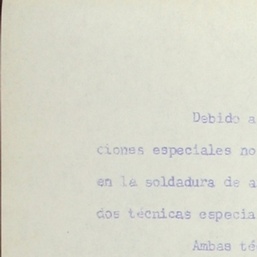 Debido a
ciones especiales no
en la soldadura de a
dos técnicas especia
Ambas té